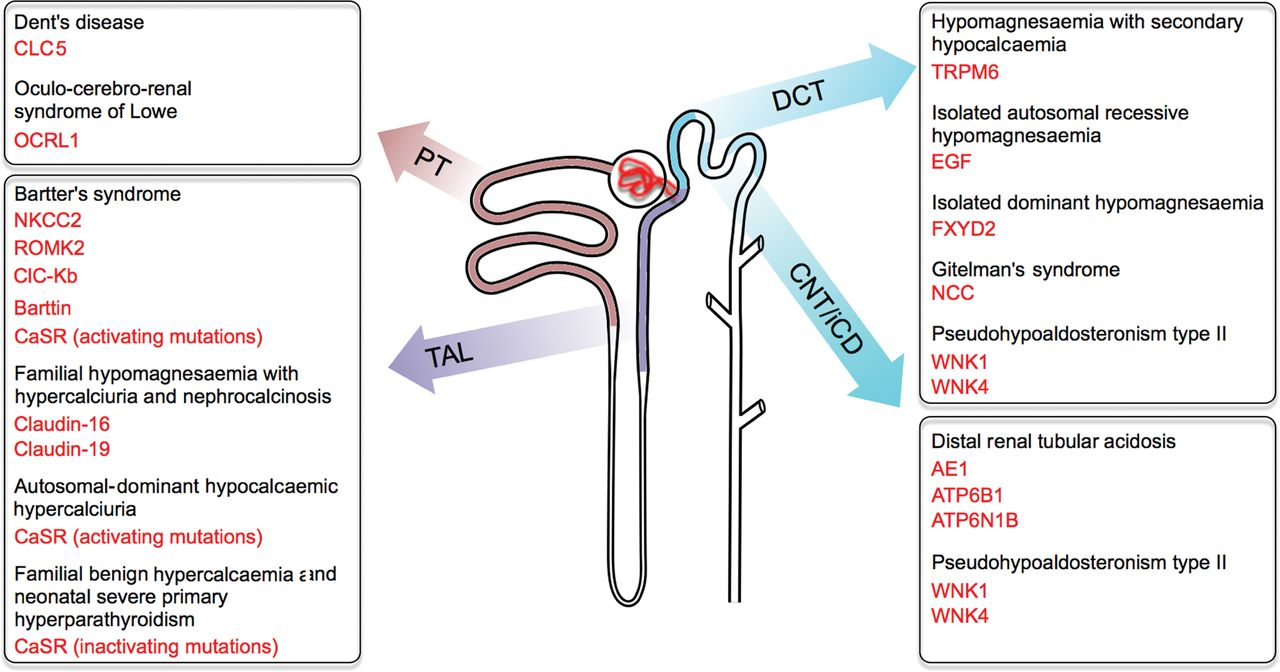 Dent's disease
CLC5
Oculo-cerebro-renal
syndrome of Lowe
OCRL1
Bartter's syndrome
NKCC2
ROMK2
ClC-Kb
Barttin
CaSR (activating mutations)
Familial hypomagnesaemia with
hypercalciuria and nephrocalcinosis
Claudin-16
Claudin-19
Autosomal-dominant hypocalcaemic
hypercalciuria
CaSR (activating mutations)
Familial benign hypercalcaemia and
neonatal severe primary
hyperparathyroidism
CaSR (inactivating mutations)
PT
TAL
DCT
CNT/iCD
Hypomagnesaemia with secondary
hypocalcaemia
TRPM6
Isolated autosomal recessive
hypomagnesaemia
EGF
Isolated dominant hypomagnesaemia
FXYD2
Gitelman's syndrome
NCC
Pseudohypoaldosteronism type II
WNK1
WNK4
Distal renal tubular acidosis
AE1
ATP6B1
ATP6N1B
Pseudohypoaldosteronism type II
WNK1
WNK4